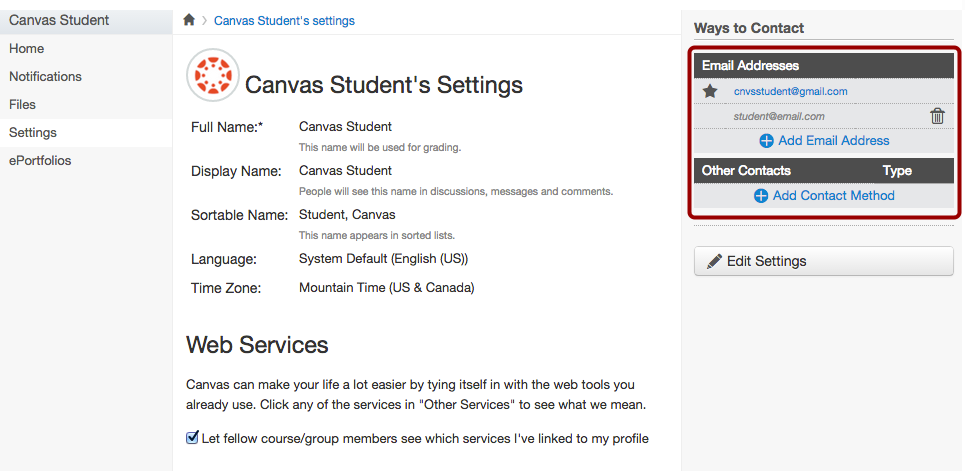 Canvas Student
Home
Notifications
Files
Settings
ePortfolios
Canvas Student's settings
Canvas Student's Settings
Full Name:* Canvas Student
This name will be used for grading.
Display Name: Canvas Student
People will see this name in discussions, messages and comments.
Sortable Name: Student, Canvas
This name appears in sorted lists.
Language: System Default (English (US))
Time Zone: Mountain Time (US & Canada)
Web Services
Canvas can make your life a lot easier by tying itself in with the web tools you
already use. Click any of the services in "Other Services" to see what we mean.
Let fellow course/group members see which services I've linked to my profile
Ways to Contact
Email Addresses
cnvsstudent@gmail.com
student@email.com
Add Email Address
Other Contacts Type
Add Contact Method
Edit Settings